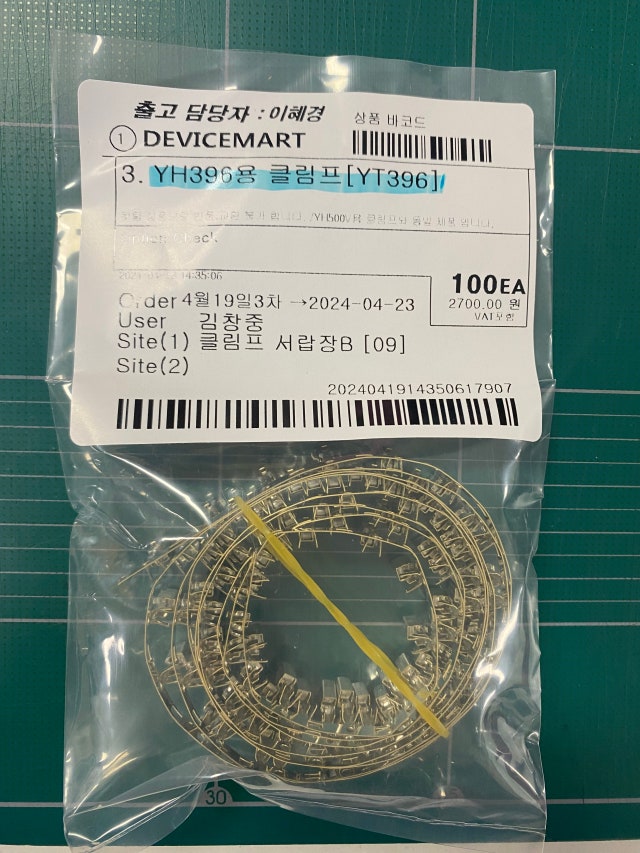 출고 담당자 : 이혜경
상품 바코드
1 DEVICEMART
3. YH396용 클림프[YT396]
100EA
2700.00 원
VAT포함
Order 4월19일3차 →2024-04-23
User 김창중
Site(1) 클림프 서랍장B [09]
Site(2)
2024041914350617907
30